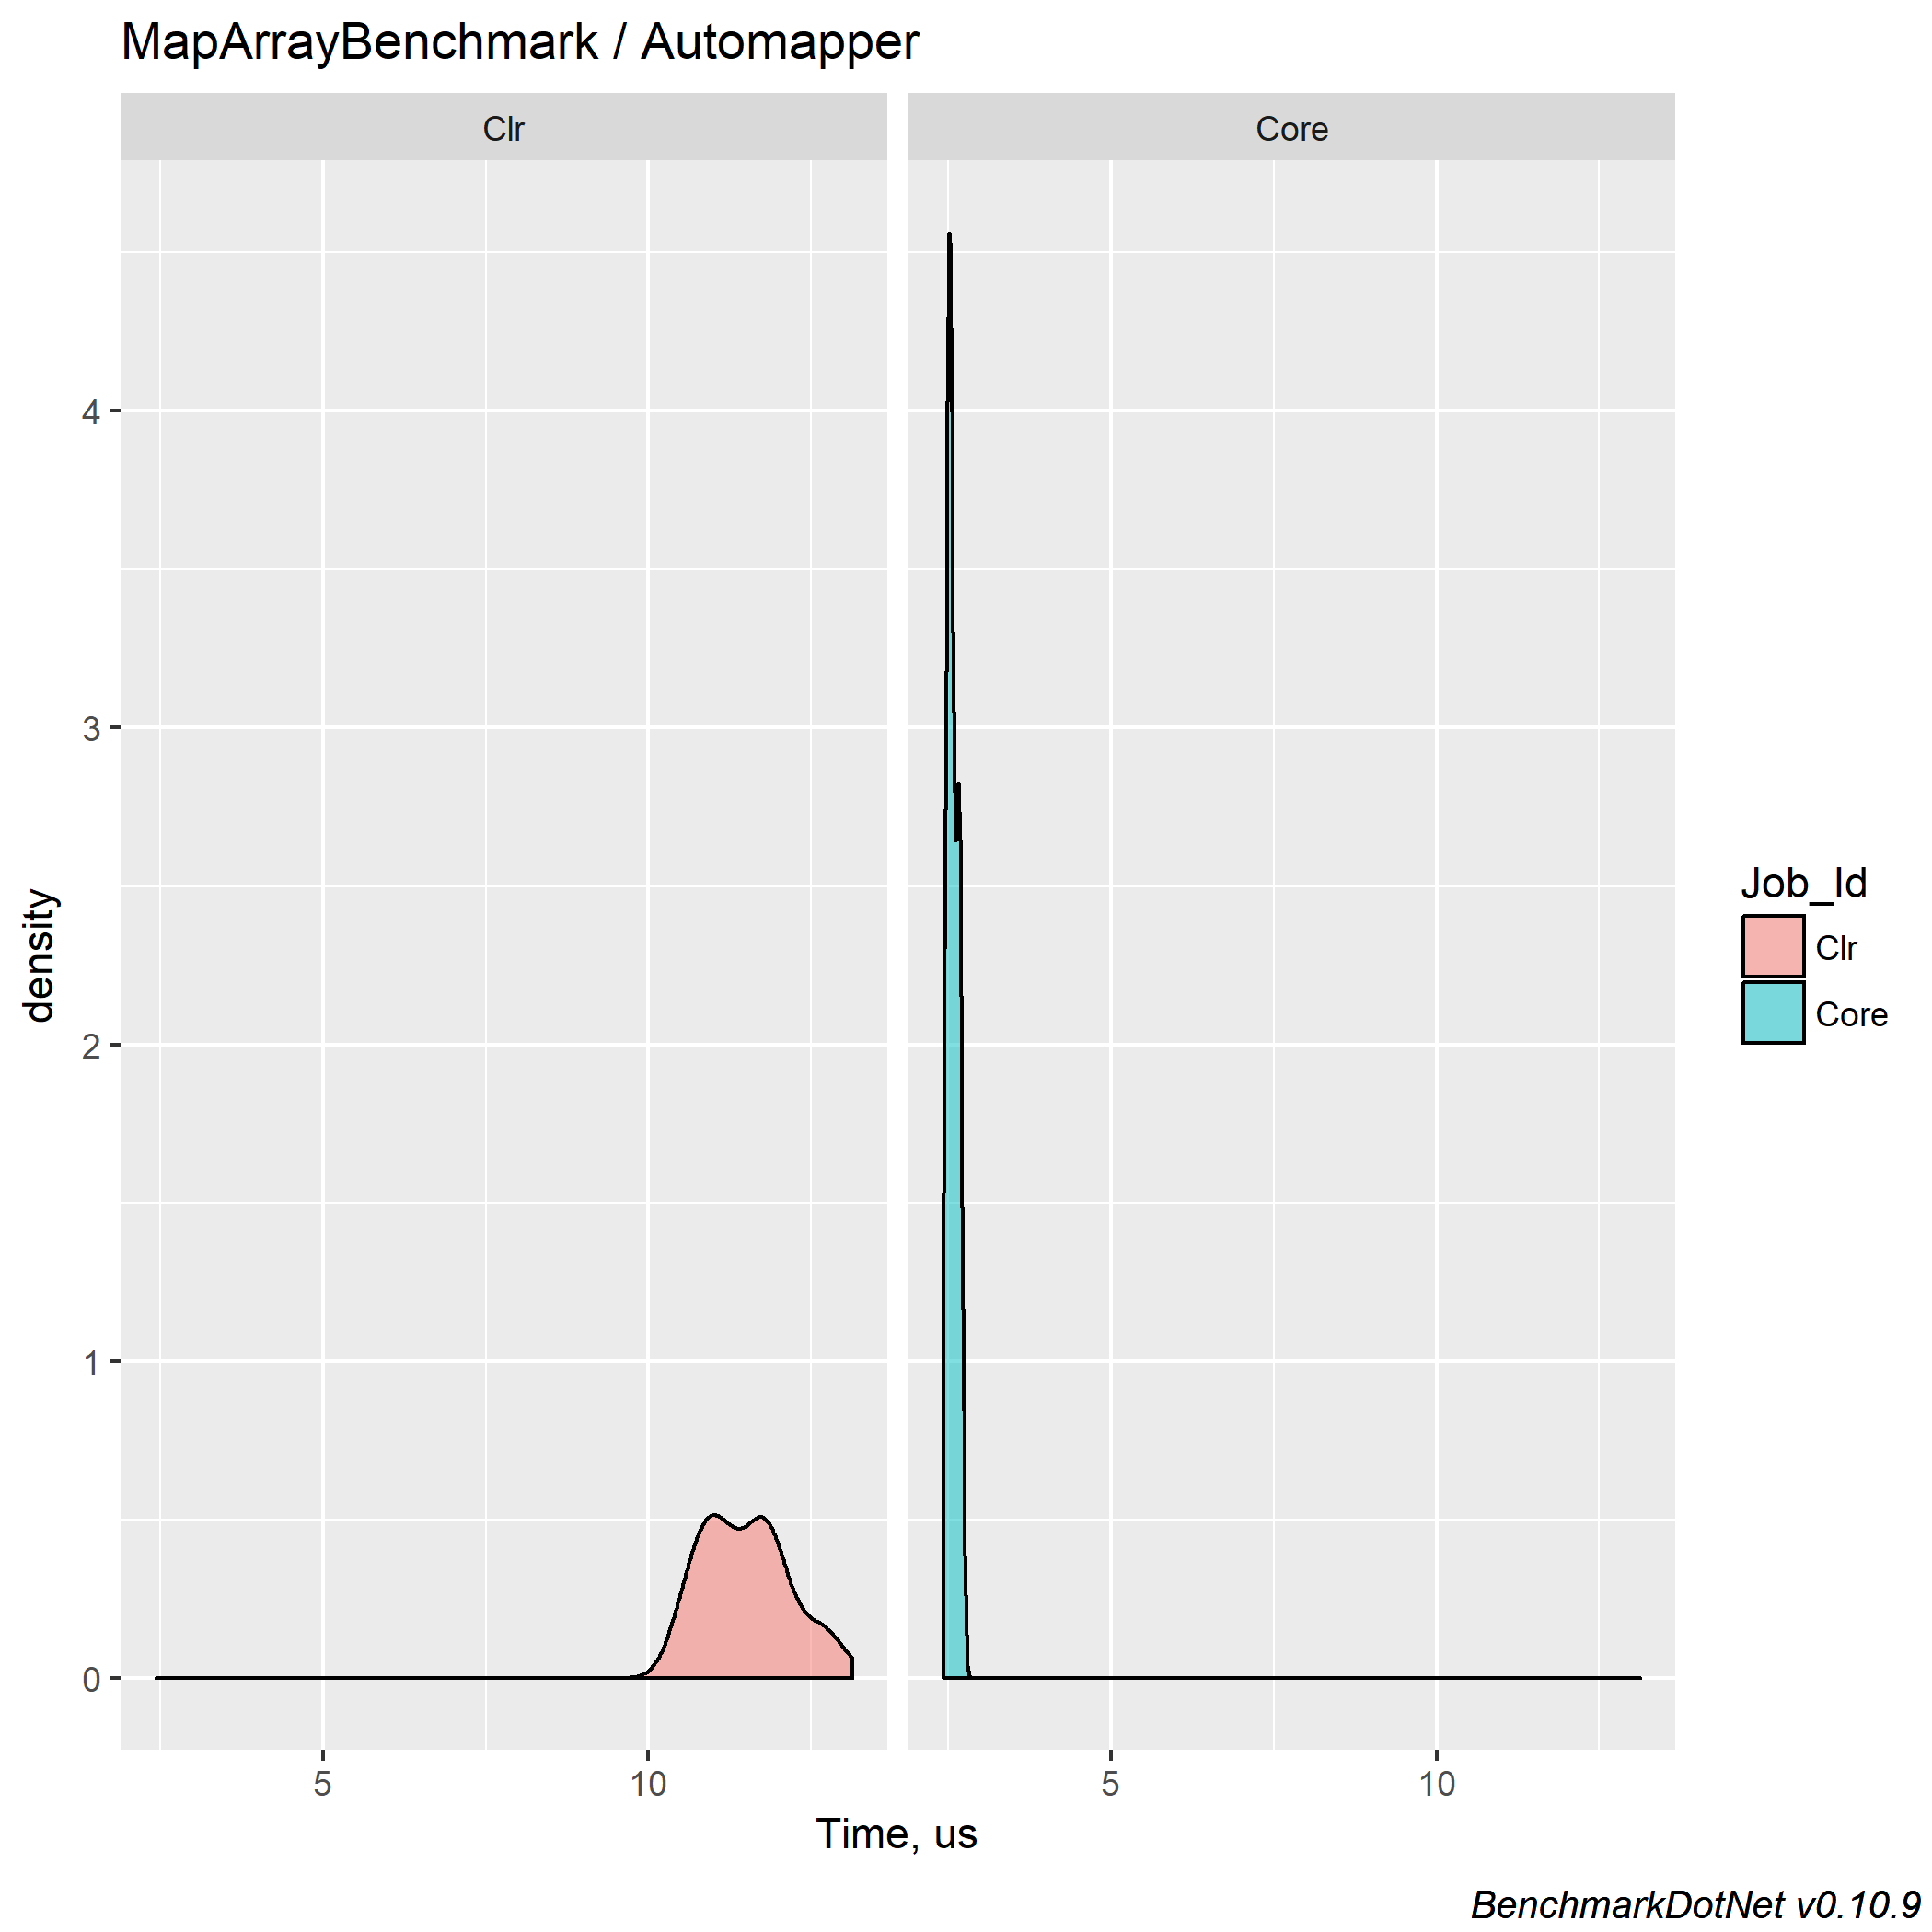 MapArrayBenchmark / Automapper
Clr
Core
4
3
2
1
0
density
5
10
5
10
Time, us
Job_Id
Clr
Core
BenchmarkDotNet v0.10.9